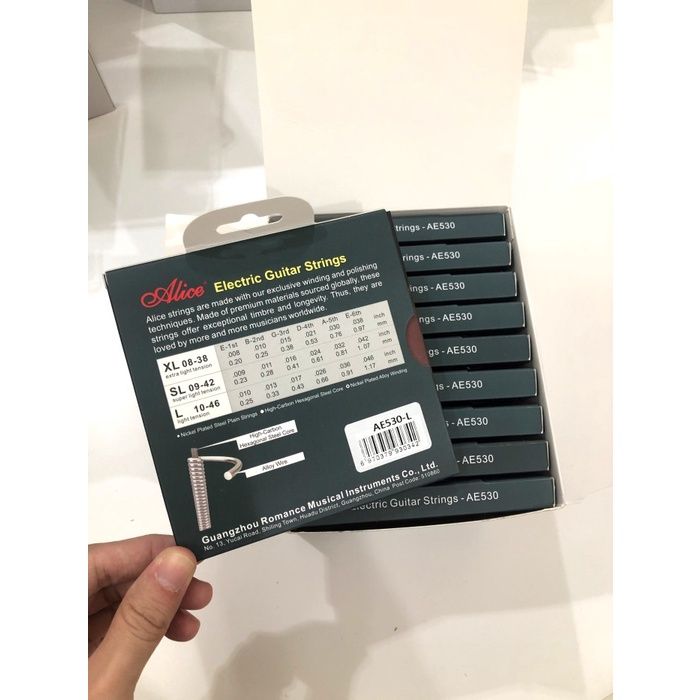 Alice® Electric Guitar Strings
Alice strings are made with our exclusive winding and polishing
techniques. Made of premium materials sourced globally, these
strings offer exceptional timbre and longevity. Thus, they are
loved by more and more musicians worldwide.
E-1st B-2nd G-3rd D-4th A-5th E-6th
XL 08-38 .008 .010 .015 .021 .030 .038 inch
extra light tension 0.20 0.25 0.38 0.53 0.76 0.97 mm
SL 09-42 .009 .011 .016 .024 .032 .042 inch
super light tension 0.23 0.28 0.41 0.61 0.81 1.07 mm
L 10-46 .010 .013 .017 .026 .036 .046 inch
light tension 0.25 0.33 0.43 0.66 0.91 1.17 mm
• Nickel Plated Steel Plain Strings • High-Carbon Hexagonal Steel Core • Nickel Plated Alloy Winding
High-Carbon
Hexagonal Steel Core
Alloy Wire
AE530-L
6 970379 930342
Guangzhou Romance Musical Instruments Co., Ltd.
No. 13, Yucai Road, Shiling Town, Huadu District, Guangzhou, China Post Code: 510860
Strings - AE530
trings - AE530
ings - AE530
ngs - AE530
gs - AE530
gs - AE530
s - AE530
- AE530
Electric Guitar Strings - AE530